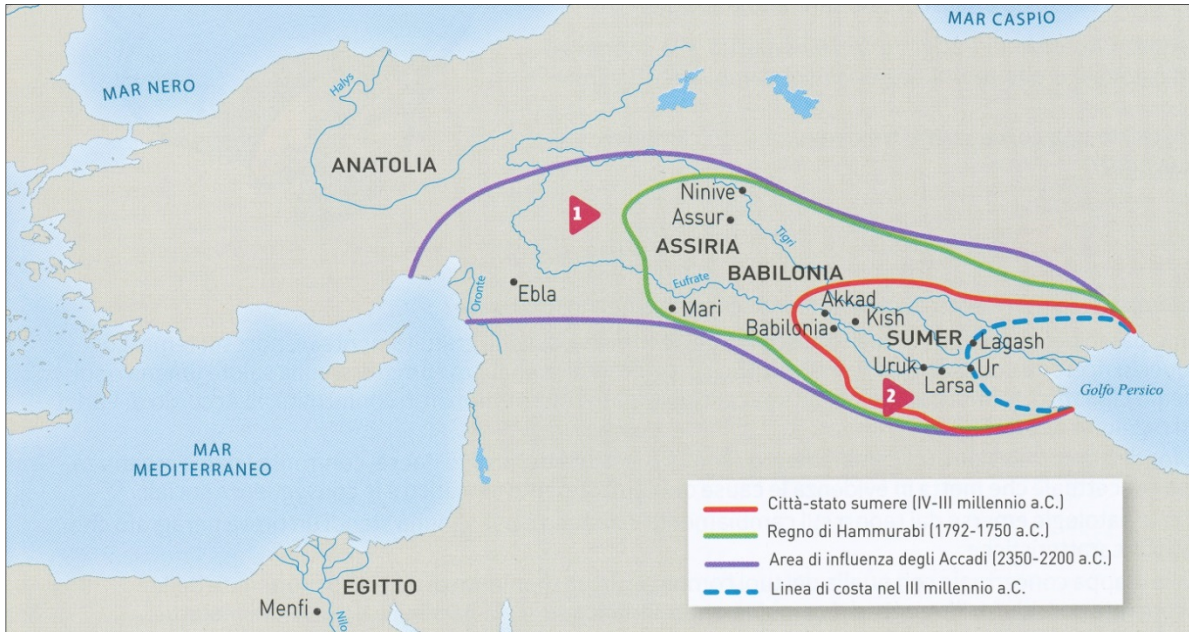 MAR CASPIO
MAR NERO
Halys
ANATOLIA
1
Ninive
Assur
Tigri
ASSIRIA
BABILONIA
Eufrate
Oronte
Ebla
Mari
Akkad
Kish
Babilonia
SUMER
Lagash
Uruk
Ur
Larsa
2
Golfo Persico
MAR
MEDITERRANEO
EGITTO
Menfi
Nilo
Città-stato sumere (IV-III millennio a.C.)
Regno di Hammurabi (1792-1750 a.C.)
Area di influenza degli Accadi (2350-2200 a.C.)
Linea di costa nel III millennio a.C.